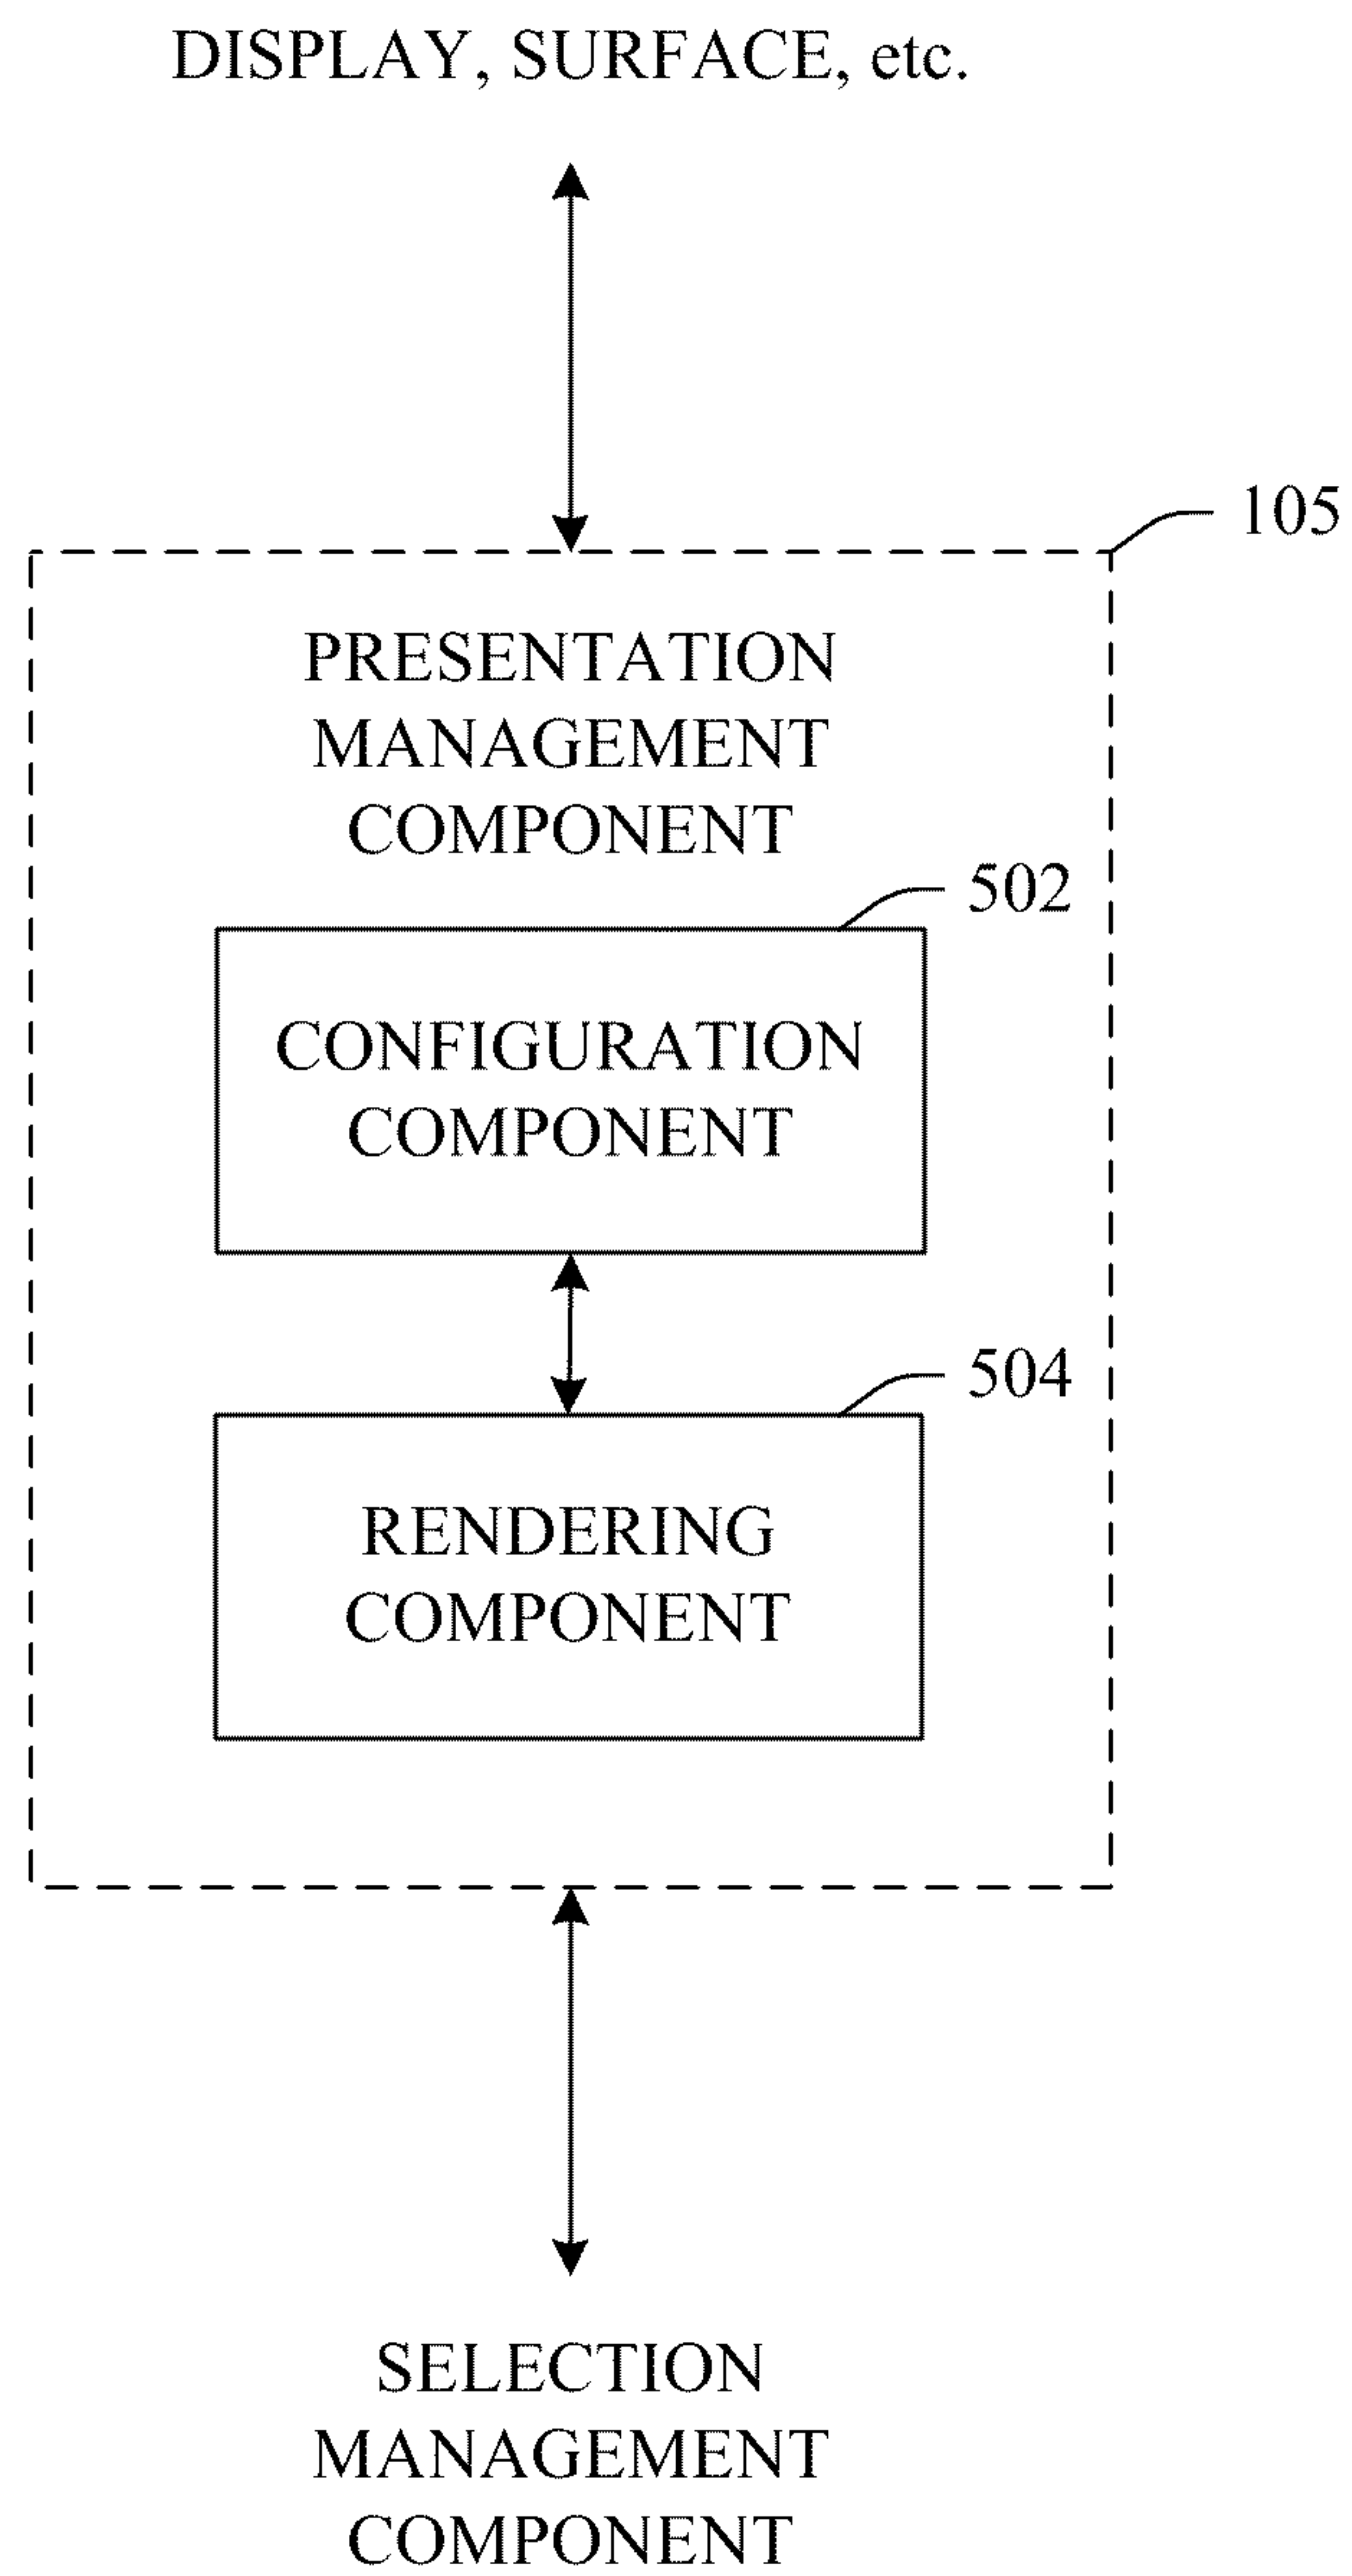 DISPLAY, SURFACE, etc.
105
PRESENTATION
MANAGEMENT
COMPONENT
502
CONFIGURATION
COMPONENT
504
RENDERING
COMPONENT
SELECTION
MANAGEMENT
COMPONENT